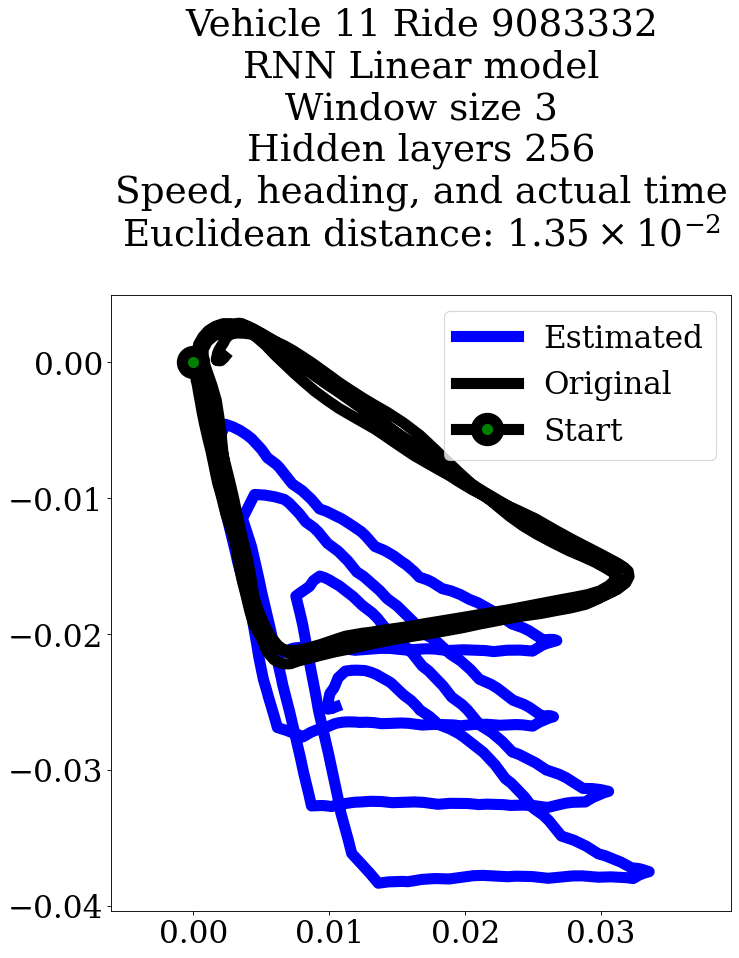 Vehicle 11 Ride 9083332
RNN Linear model
Window size 3
Hidden layers 256
Speed, heading, and actual time
Euclidean distance: 1.35 × 10⁻²
Estimated
Original
Start
0.00
−0.01
−0.02
−0.03
−0.04
0.00 0.01 0.02 0.03